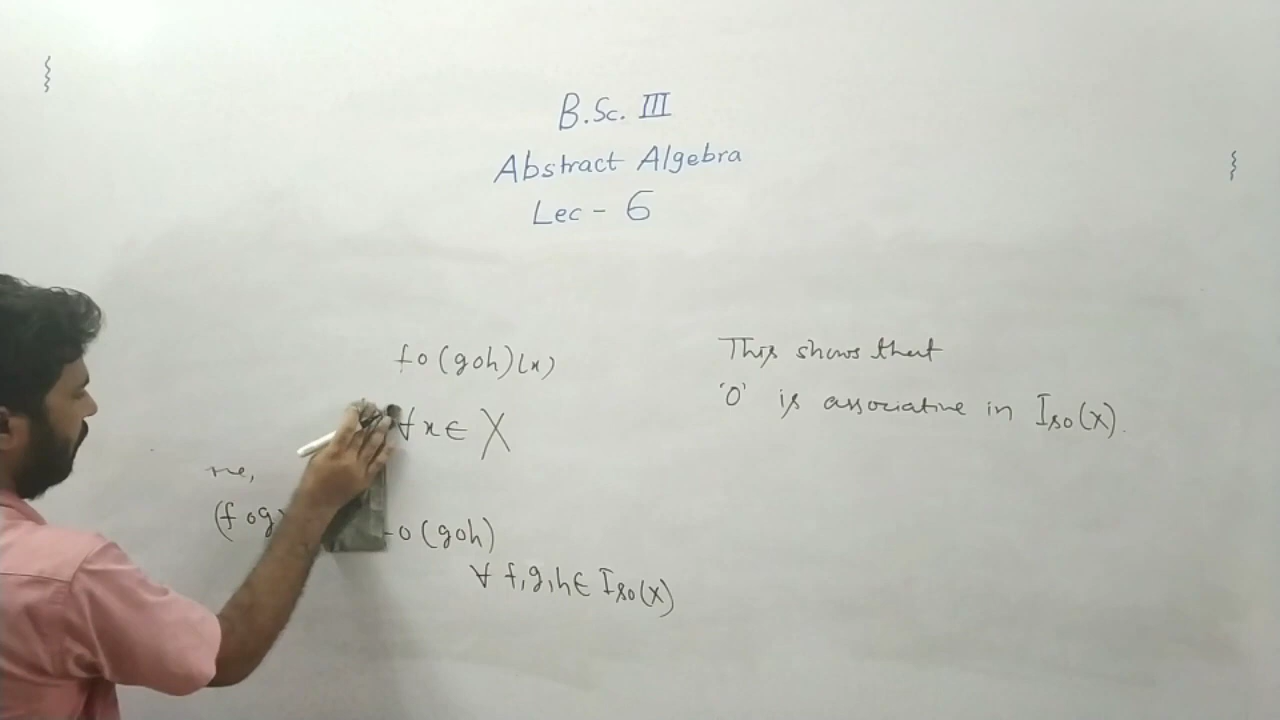 B.Sc. III
Abstract Algebra
Lec - 6
fo(goh)(x)
∀ x ∈ X
(fog) o(goh)
∀ f,g,h ∈ Iso(X)
This shows that
'O' is associative in Iso(X).